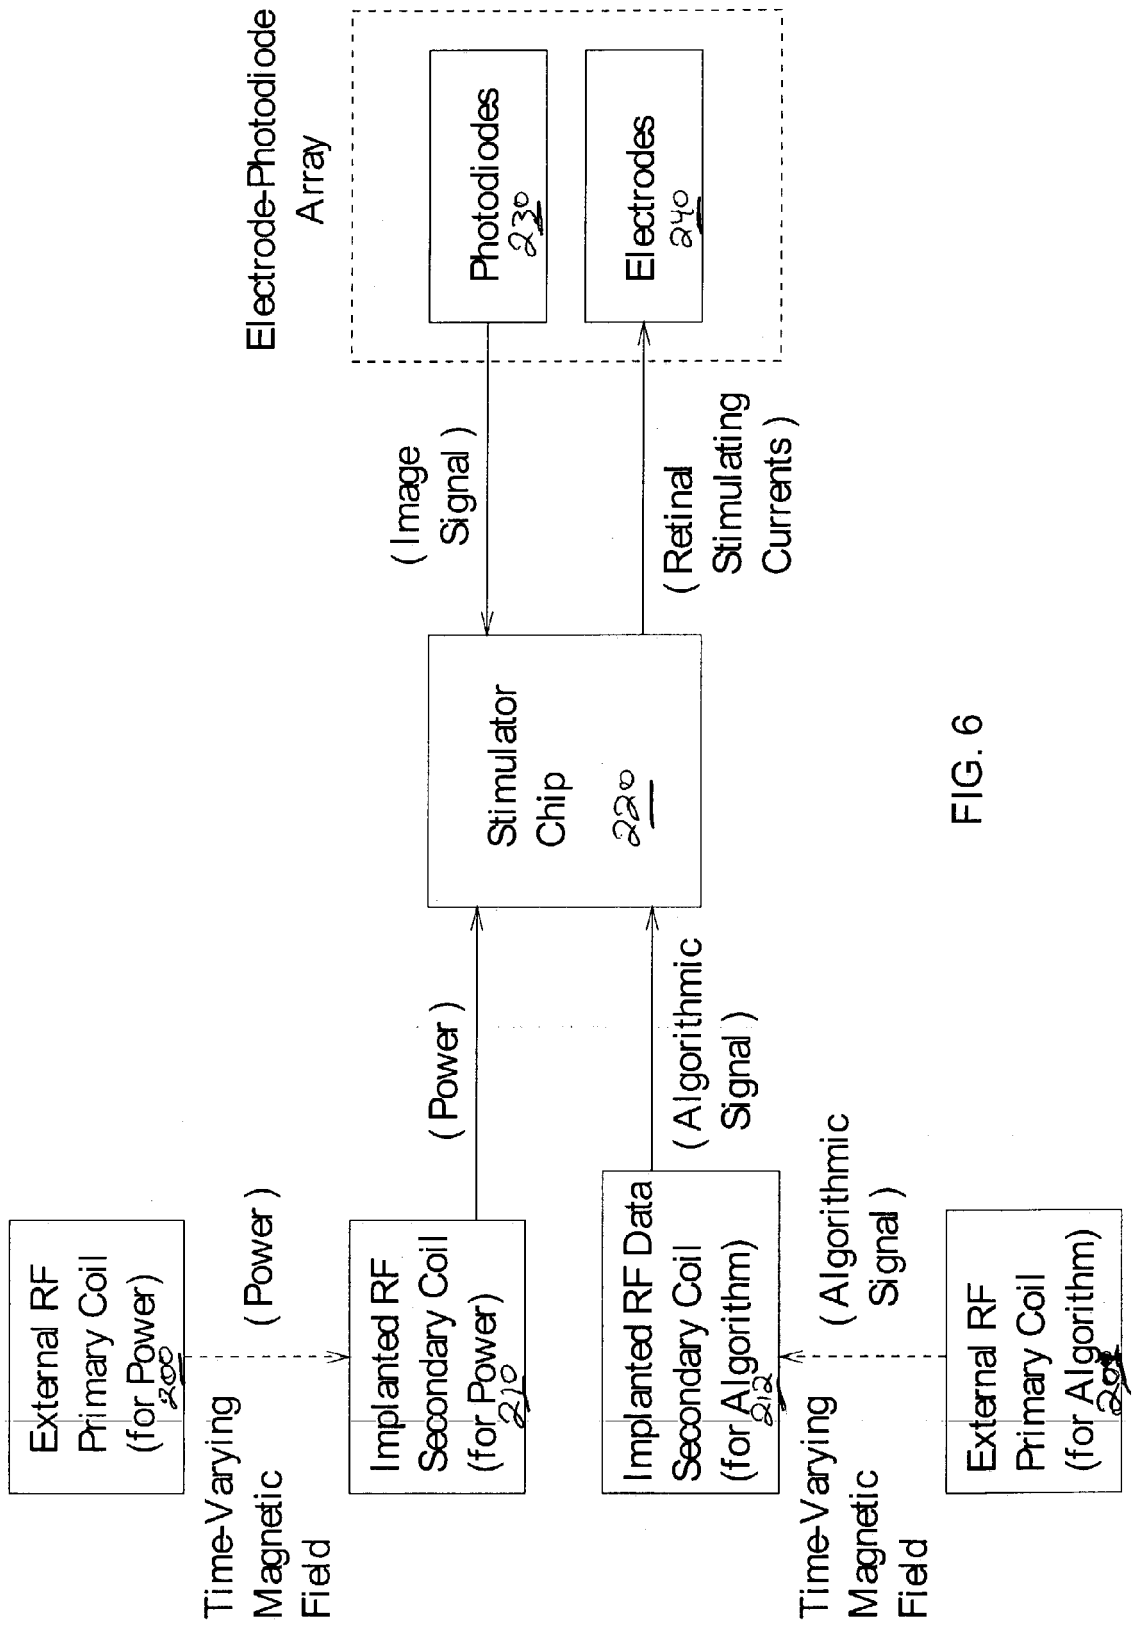 External RF
Primary Coil
(for Power)
200
Time-Varying
Magnetic
Field
( Power )
Implanted RF
Secondary Coil
(for Power)
210
( Power )
Implanted RF Data
Secondary Coil
(for Algorithm)
212
( Algorithmic
Signal )
Time-Varying
Magnetic
Field
( Algorithmic
Signal )
External RF
Primary Coil
(for Algorithm)
Stimulator
Chip
220
( Image
Signal )
( Retinal
Stimulating
Currents )
Electrode-Photodiode
Array
Photodiodes
230
Electrodes
240
FIG. 6